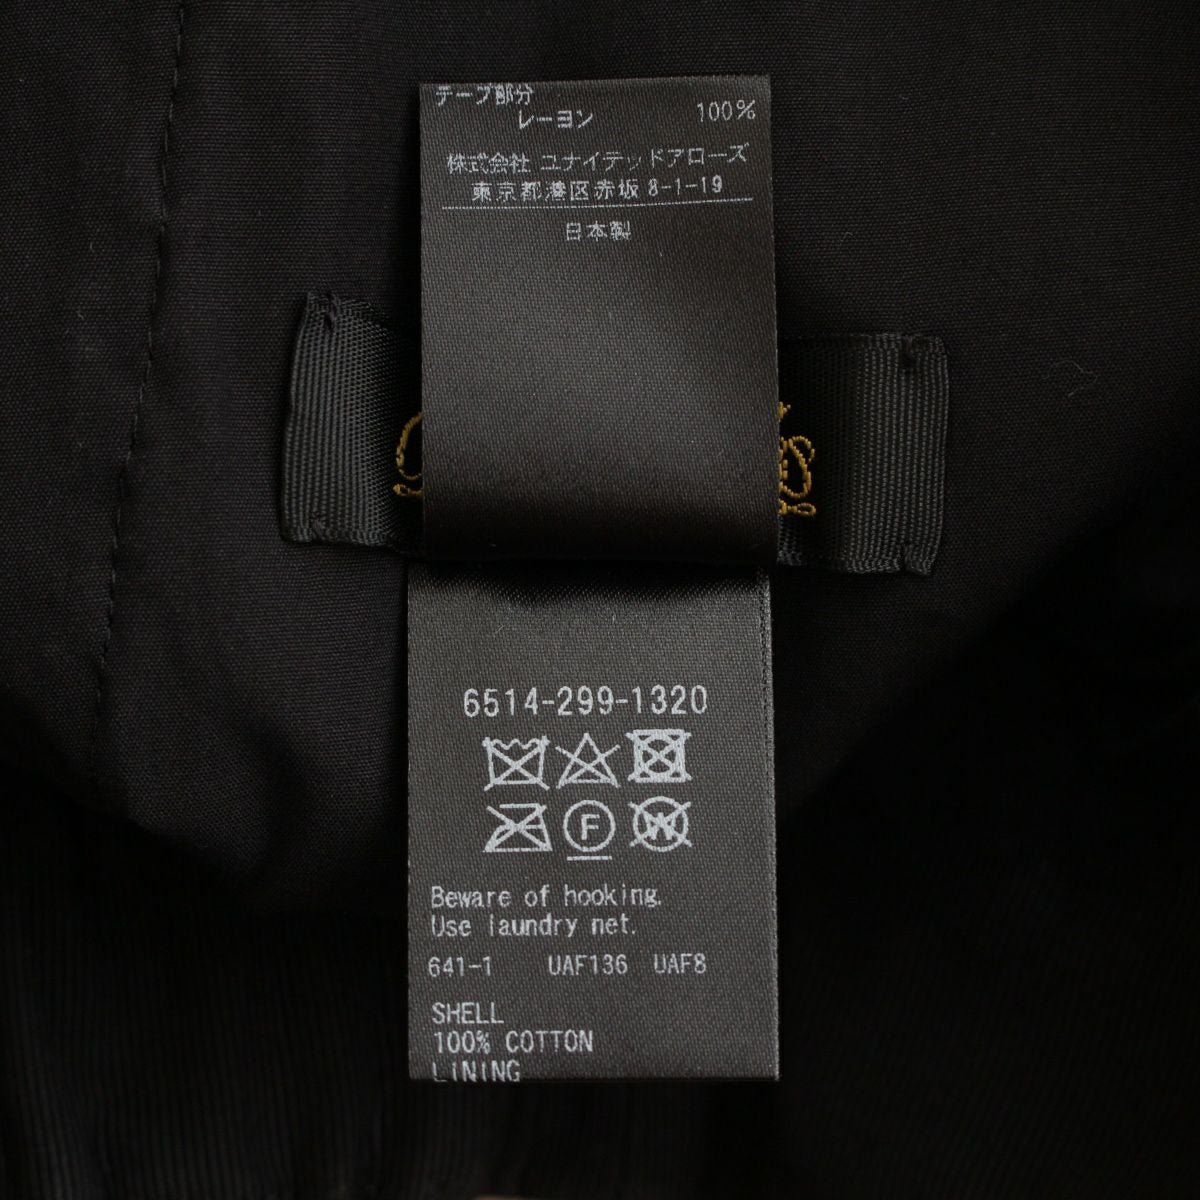 テープ部分
レーヨン 100%
株式会社 ユナイテッドアローズ
東京都港区赤坂 8-1-19
日本製
6514-299-1320
F W
Beware of hooking.
Use laundry net.
641-1 UAF136 UAF8
SHELL
100% COTTON
LINING